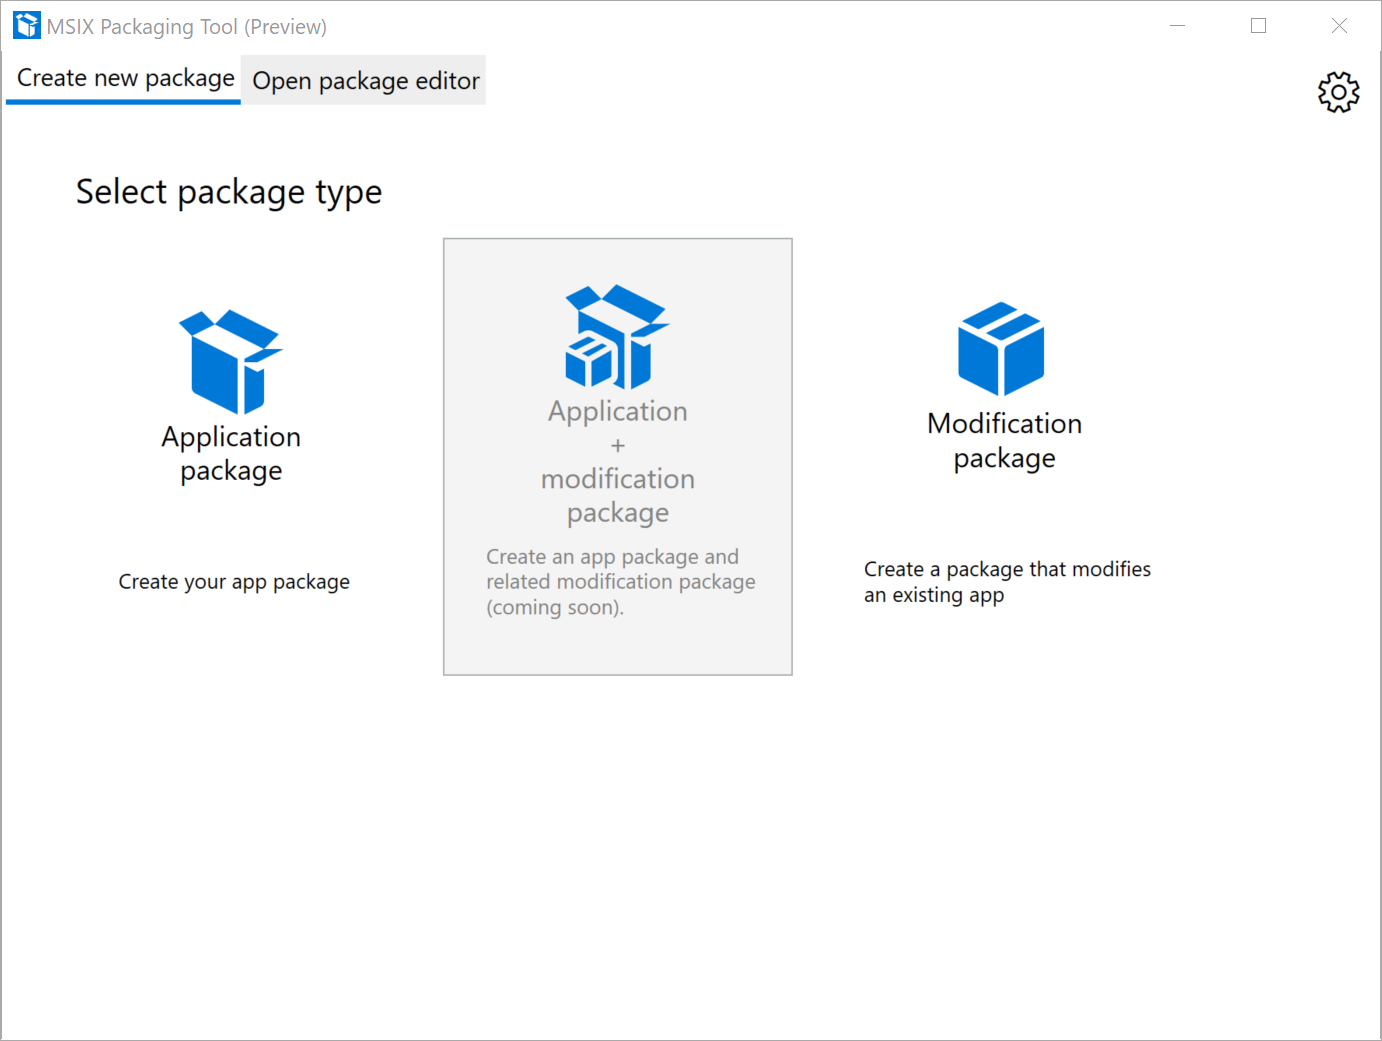 MSIX Packaging Tool (Preview)
Create new package
Open package editor
Select package type
Application
package
Create your app package
Application
+
modification
package
Create an app package and
related modification package
(coming soon).
Modification
package
Create a package that modifies
an existing app